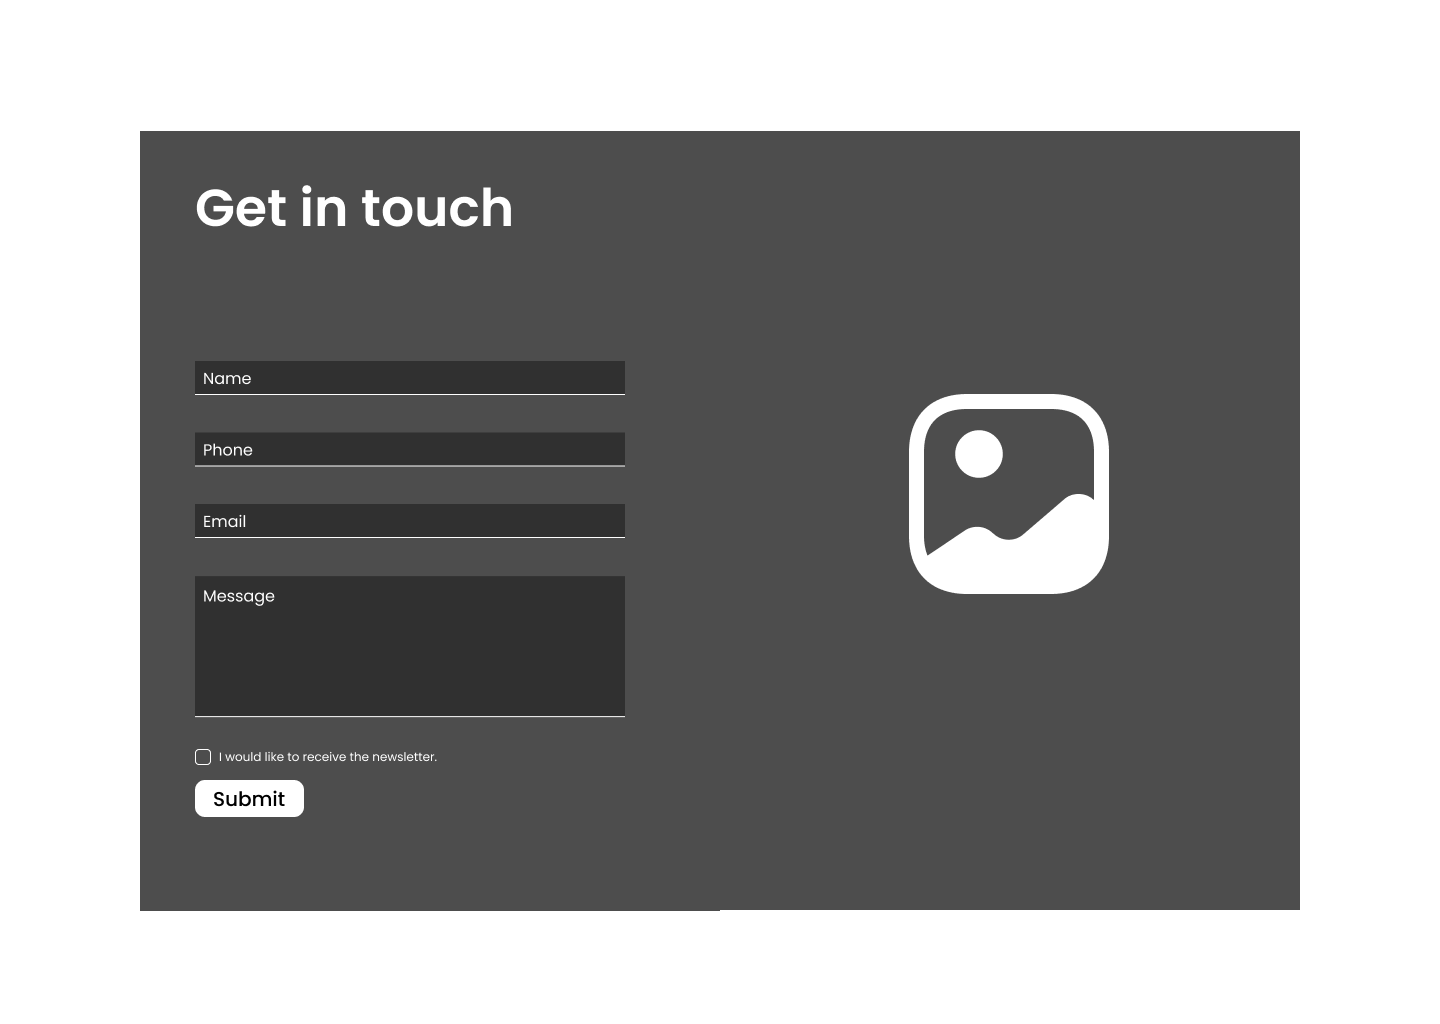 Get in touch
Name
Phone
Email
Message
I would like to receive the newsletter.
Submit